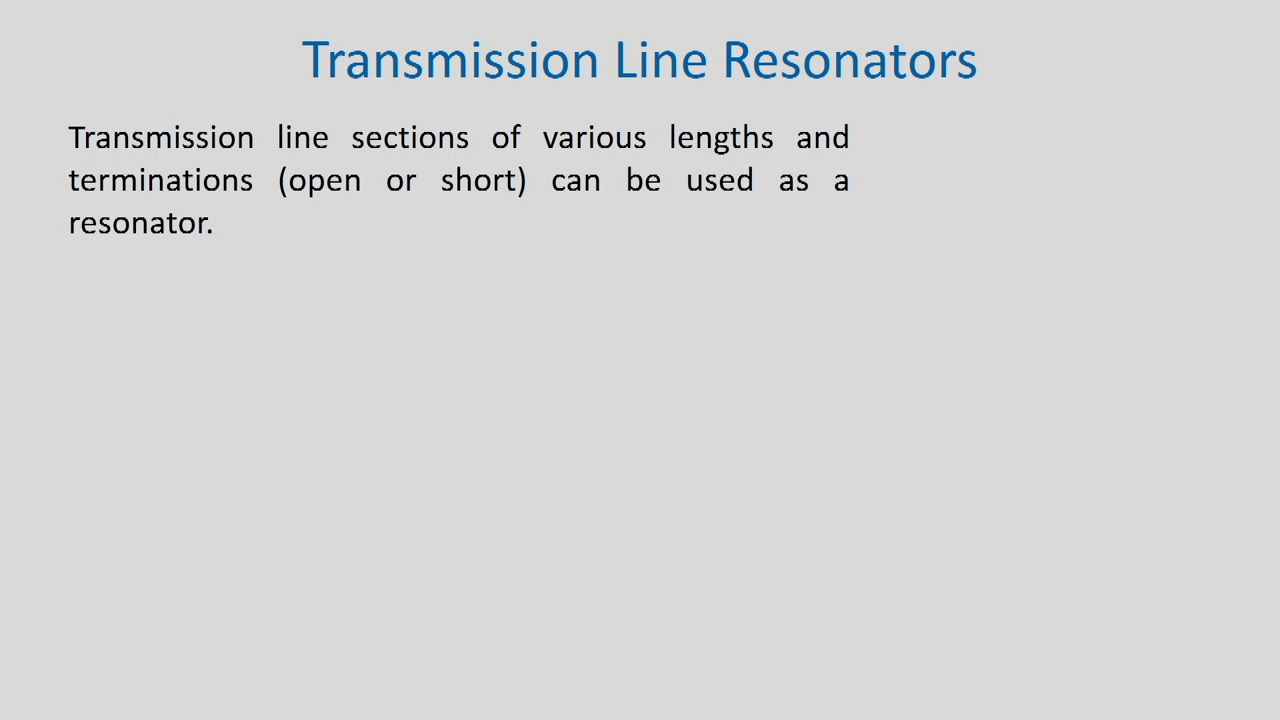 Transmission Line Resonators
Transmission line sections of various lengths and
terminations (open or short) can be used as a
resonator.